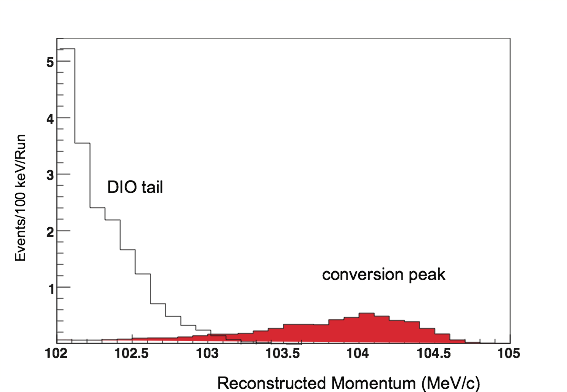 5
4
DIO tail
3
2
conversion peak
1
Events/100 keV/Run
102 102.5 103 103.5 104 104.5 105
Reconstructed Momentum (MeV/c)